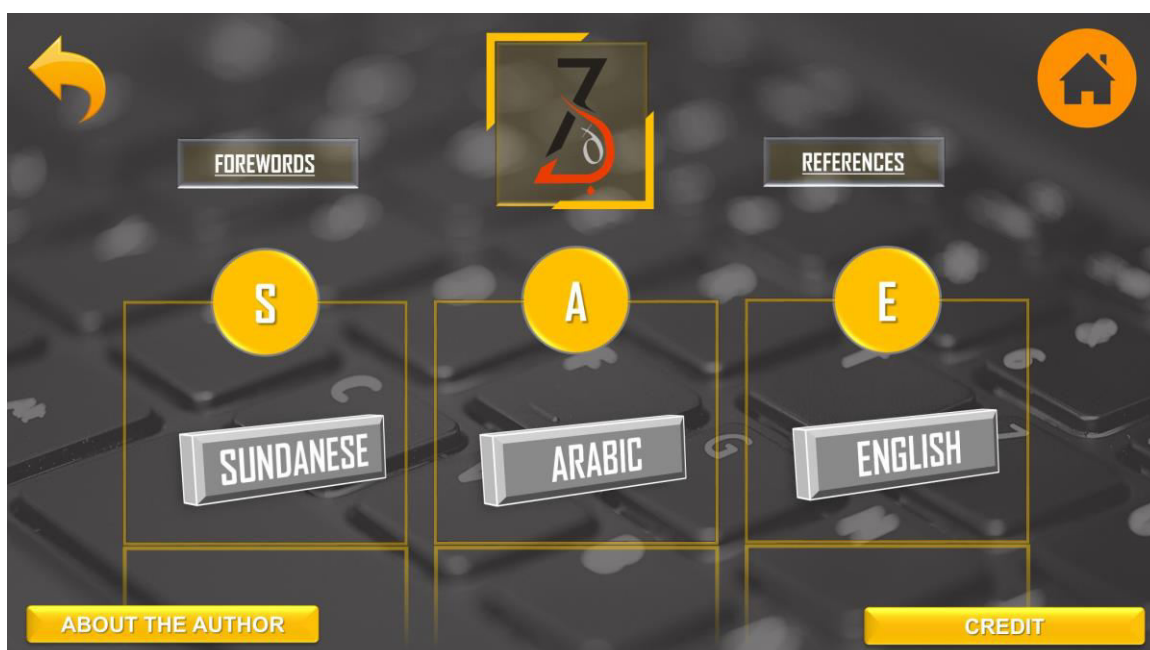 FOREWORDS
REFERENCES
S
A
E
SUNDANESE
ARABIC
ENGLISH
ABOUT THE AUTHOR
CREDIT